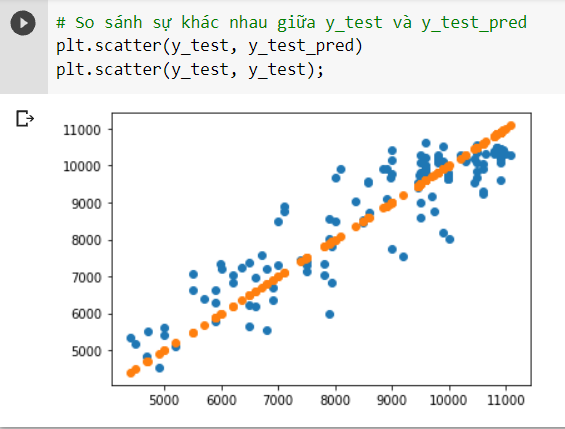 # So sánh sự khác nhau giữa y_test và y_test_pred
plt.scatter(y_test, y_test_pred)
plt.scatter(y_test, y_test);
11000
10000
9000
8000
7000
6000
5000
5000 6000 7000 8000 9000 10000 11000